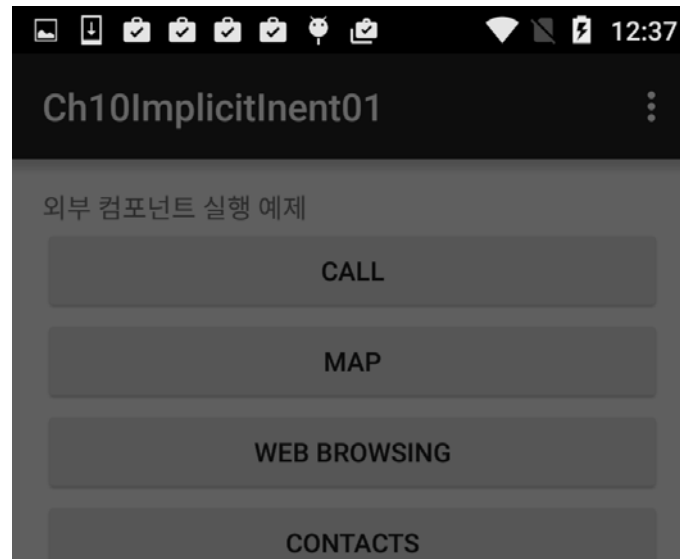 12:37
Ch10ImplicitInent01
외부 컴포넌트 실행 예제
CALL
MAP
WEB BROWSING
CONTACTS